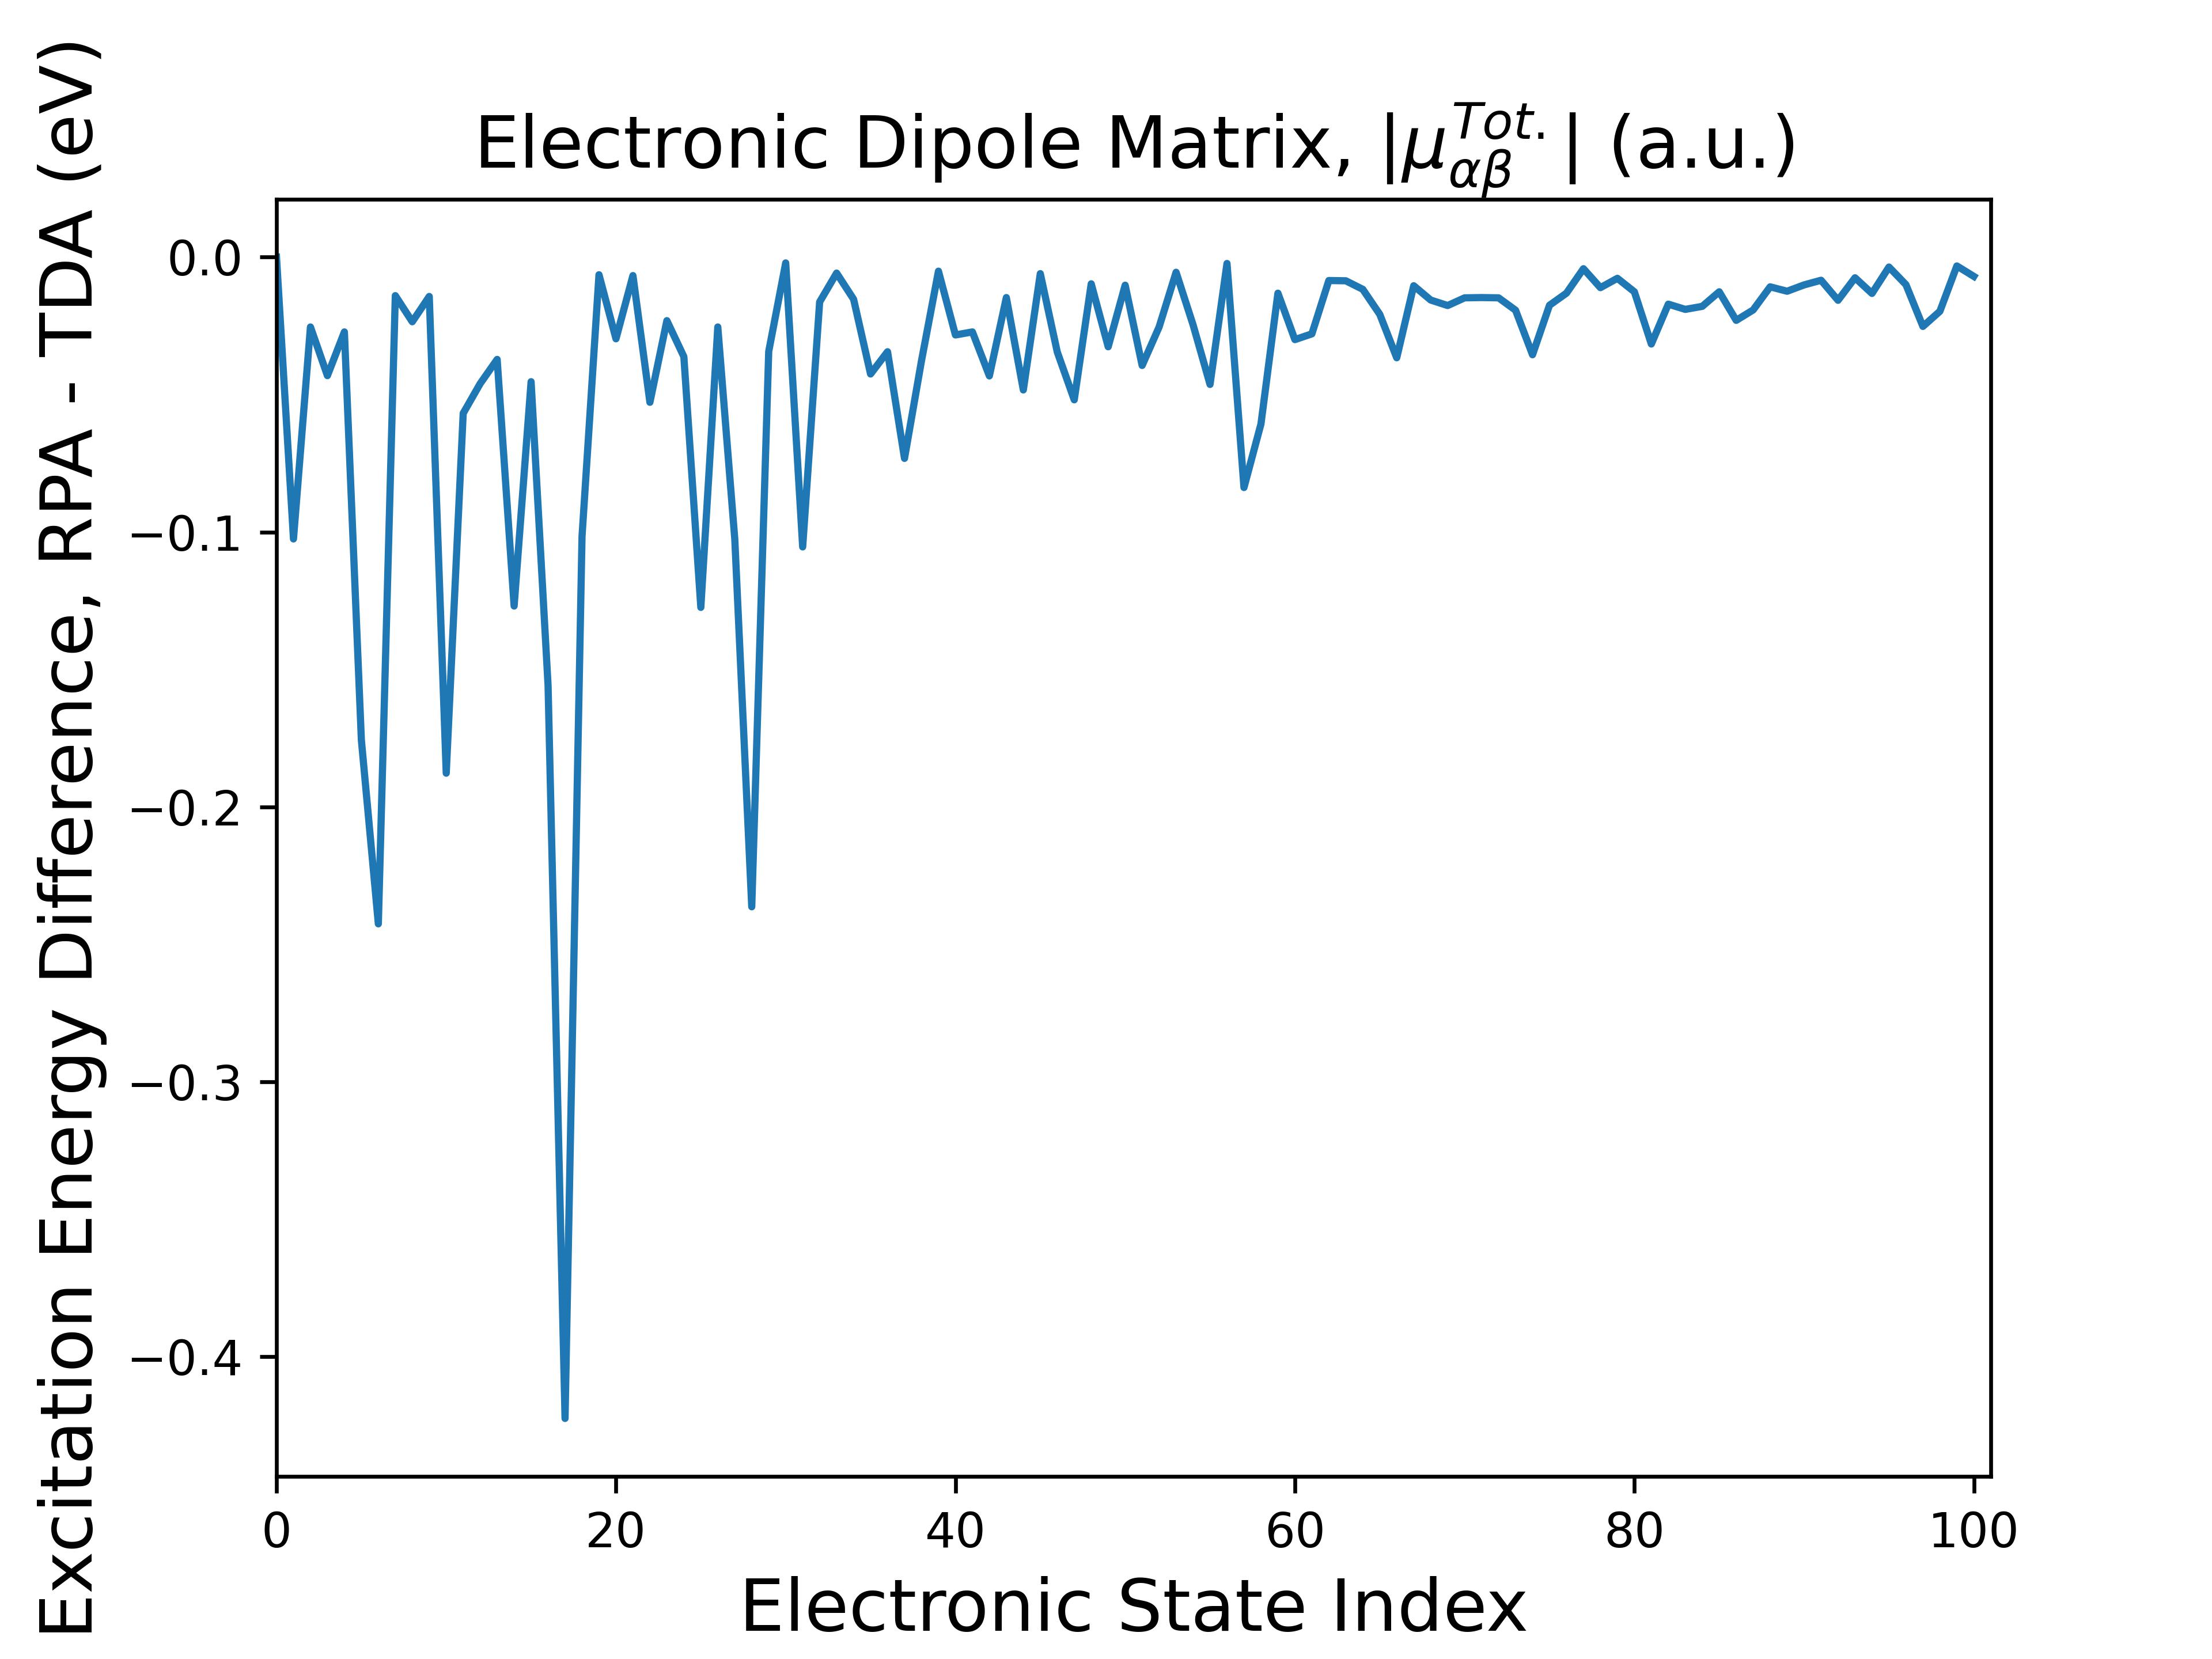 Electronic Dipole Matrix, |μ_{αβ}^{Tot.}| (a.u.)
Excitation Energy Difference, RPA - TDA (eV)
0.0
−0.1
−0.2
−0.3
−0.4
0 20 40 60 80 100
Electronic State Index